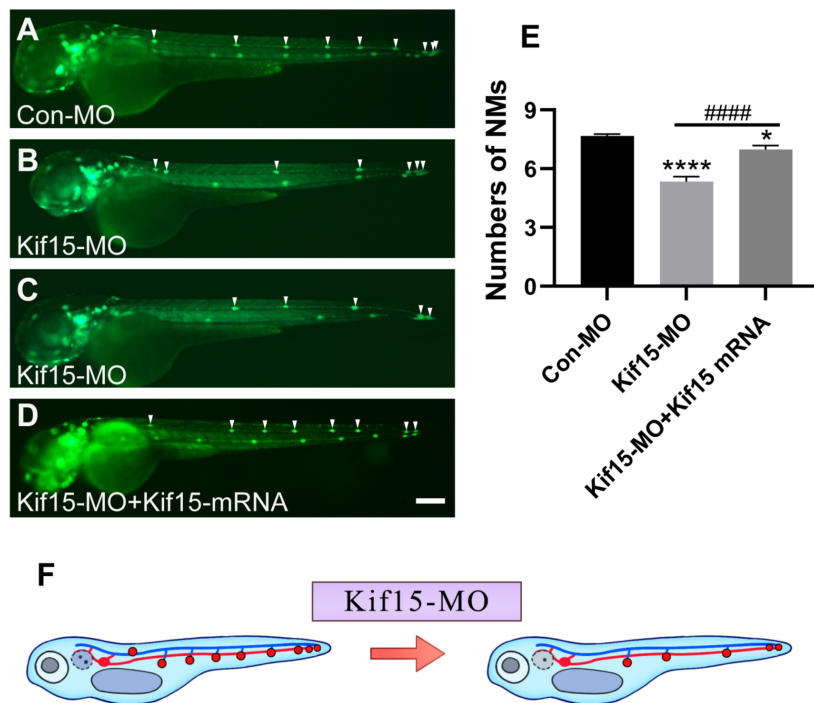 A
Con-MO
B
Kif15-MO
C
Kif15-MO
D
Kif15-MO+Kif15-mRNA
E
Numbers of NMs
9
6
3
0
####
****
*
Con-MO
Kif15-MO
Kif15-MO+Kif15 mRNA
F
Kif15-MO